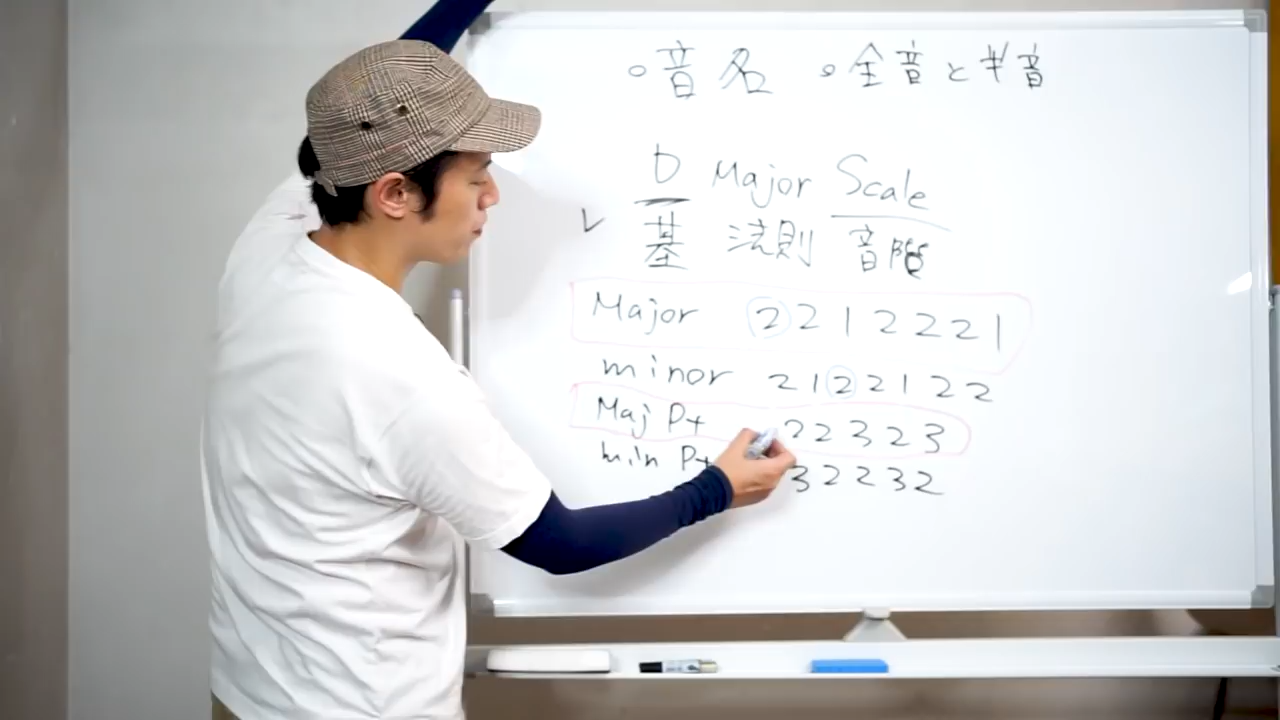 ○音名 ○全音と半音
D Major Scale
✓ 基 法則 音階
Major 2 2 1 2 2 2 1
minor 2 1 2 2 1 2 2
Maj Pt 2 2 3 2 3
min Pt 3 2 2 3 2